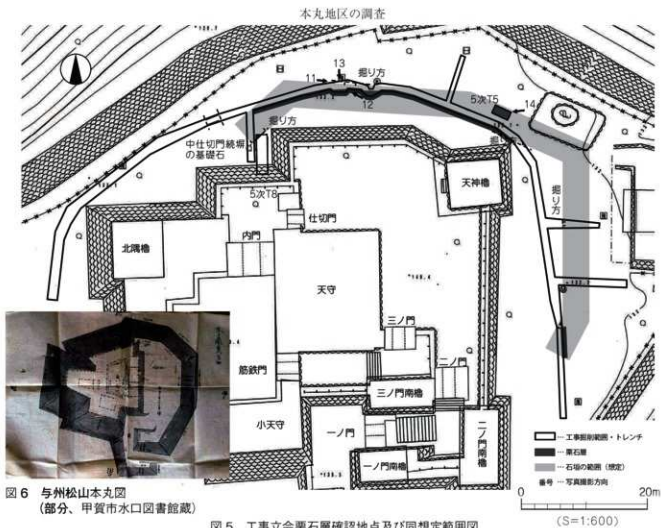 本丸地区の調査
13
11
掘り方
12
5次T5
14
掘り方
掘り方
中仕切門続塀
の基礎石
掘り方
5次T8
仕切門
天神櫓
北隅櫓
内門
天守
三ノ門
二ノ門
筋鉄門
三ノ門南櫓
小天守
一ノ門
一ノ門南櫓
二ノ門南櫓
工事掘削範囲・トレンチ
栗石層
石垣の範囲(想定)
番号 写真撮影方向
0 20m
(S=1:600)
図6 与州松山本丸図
(部分、甲賀市水口図書館蔵)
図5 工事立会栗石層確認地点及び同想定範囲図